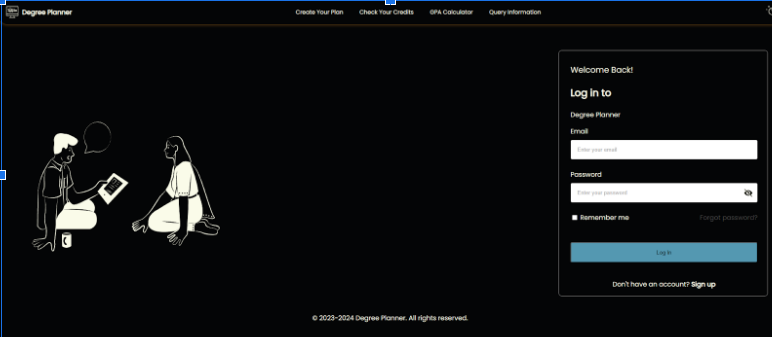 Degree Planner
Create Your Plan Check Your Credits GPA Calculator Query Information
Welcome Back!
Log in to
Degree Planner
Email
Enter your email
Password
Enter your password
Remember me Forgot password?
Log in
Don't have an account? Sign up
© 2023-2024 Degree Planner. All rights reserved.